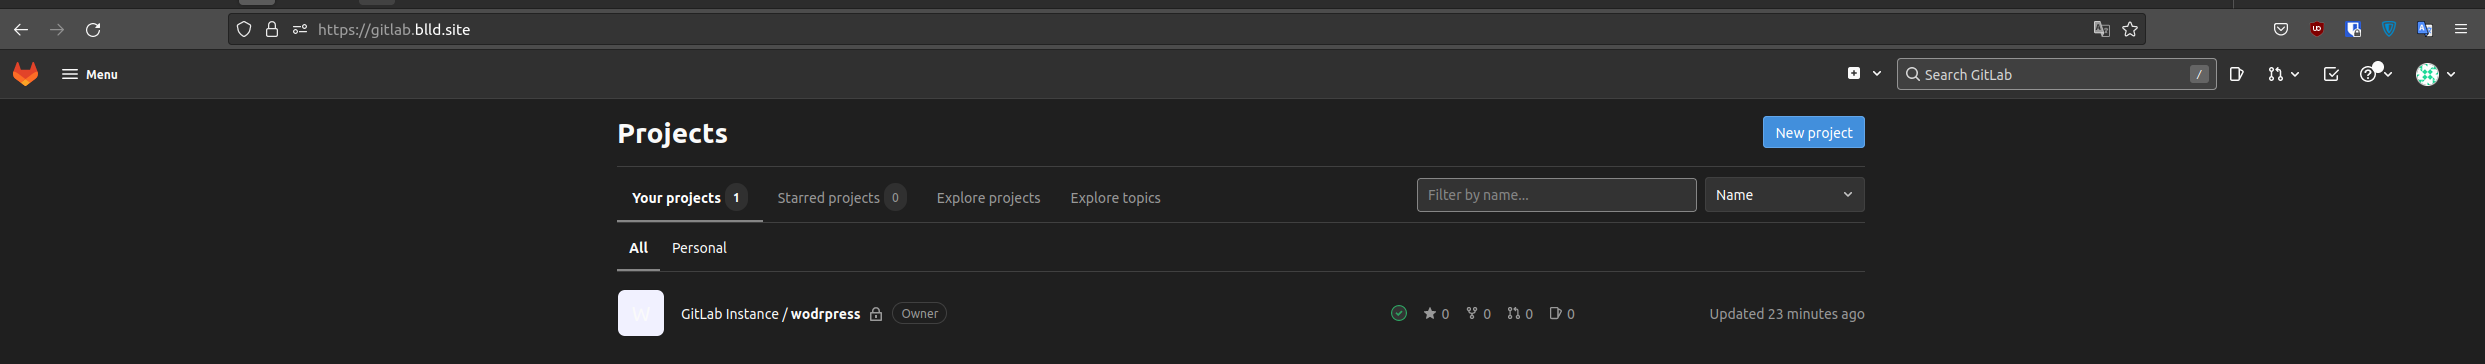 https://gitlab.blld.site
Menu
Search GitLab /
Projects
New project
Your projects 1 Starred projects 0 Explore projects Explore topics Filter by name... Name
All Personal
W GitLab Instance / wodrpress Owner 0 0 0 0 Updated 23 minutes ago